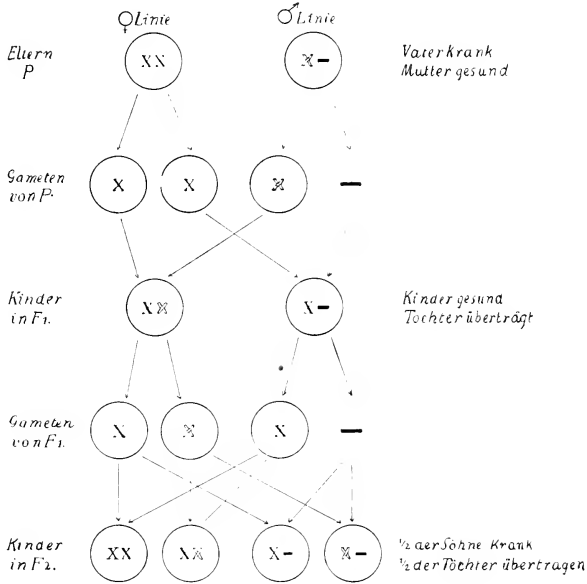 ♀Linie ♂Linie
Eltern
P
XX X–
Vater krank
Mutter gesund
Gameten
von P.
X X X –
Kinder
in F1.
XX X–
Kinder gesund
Tochter überträgt
Gameten
von F1.
X X X –
Kinder
in F2.
XX XX X– X–
½ der Söhne Krank
½ der Töchter übertragen